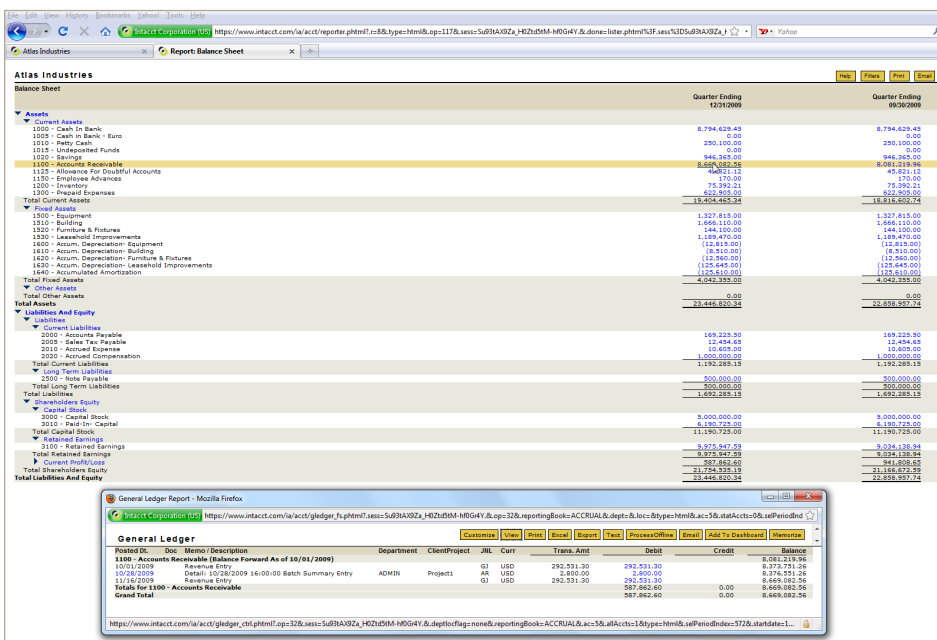 File Edit View History Bookmarks Yahoo! Tools Help
Intacct Corporation (US) https://www.intacct.com/ia/acct/reporter.phtml?.r=8&.type=html&.op=117&.sess=Su93tAX9Za_H0Ztd5tM-hf0Gr4Y.&.done=lister.phtml%3F.sess%3DSu93tAX9Za_H Yahoo
Atlas Industries Report: Balance Sheet
Atlas Industries Help Filters Print Email
Balance Sheet
Quarter Ending Quarter Ending
12/31/2009 09/30/2009
Assets
Current Assets
1000 - Cash In Bank 8,794,629.45 8,794,629.45
1005 - Cash in Bank - Euro 0.00 0.00
1010 - Petty Cash 250,100.00 250,100.00
1015 - Undeposited Funds 0.00 0.00
1020 - Savings 946,365.00 946,365.00
1100 - Accounts Receivable 8,669,082.56 8,081,219.96
1125 - Allowance For Doubtful Accounts 45,821.12 45,821.12
1150 - Employee Advances 170.00 170.00
1200 - Inventory 75,392.21 75,392.21
1300 - Prepaid Expenses 622,905.00 622,905.00
Total Current Assets 19,404,465.34 18,816,602.74
Fixed Assets
1500 - Equipment 1,327,815.00 1,327,815.00
1510 - Building 1,666,110.00 1,666,110.00
1520 - Furniture & Fixtures 144,100.00 144,100.00
1530 - Leasehold Improvements 1,189,470.00 1,189,470.00
1600 - Accum. Depreciation- Equipment (12,815.00) (12,815.00)
1610 - Accum. Depreciation- Building (8,510.00) (8,510.00)
1620 - Accum. Depreciation- Furniture & Fixtures (12,560.00) (12,560.00)
1630 - Accum. Depreciation- Leasehold Improvements (125,645.00) (125,645.00)
1640 - Accumulated Amortization (125,610.00) (125,610.00)
Total Fixed Assets 4,042,355.00 4,042,355.00
Other Assets
Total Other Assets 0.00 0.00
Total Assets 23,446,820.34 22,858,957.74
Liabilities And Equity
Liabilities
Current Liabilities
2000 - Accounts Payable 169,225.50 169,225.50
2005 - Sales Tax Payable 12,454.65 12,454.65
2010 - Accrued Expense 10,605.00 10,605.00
2020 - Accrued Compensation 1,000,000.00 1,000,000.00
Total Current Liabilities 1,192,285.15 1,192,285.15
Long Term Liabilities
2500 - Note Payable 500,000.00 500,000.00
Total Long Term Liabilities 500,000.00 500,000.00
Total Liabilities 1,692,285.15 1,692,285.15
Shareholders Equity
Capital Stock
3000 - Capital Stock 5,000,000.00 5,000,000.00
3010 - Paid-In- Capital 6,190,725.00 6,190,725.00
Total Capital Stock 11,190,725.00 11,190,725.00
Retained Earnings
3100 - Retained Earnings 9,975,947.59 9,034,138.94
Total Retained Earnings 9,975,947.59 9,034,138.94
Current Profit/Loss 587,862.60 941,808.65
Total Shareholders Equity 21,754,535.19 21,166,672.59
Total Liabilities And Equity 23,446,820.34 22,858,957.74
General Ledger Report - Mozilla Firefox
Intacct Corporation (US) https://www.intacct.com/ia/acct/gledger_fs.phtml?.sess=Su93tAX9Za_H0Ztd5tM-hf0Gr4Y.&.op=32&.reportingBook=ACCRUAL&.dept=&.loc=&type=html&.ac=5&.statAccts=0&.selPeriodInd
Customize View Print Excel Export Text ProcessOffline Email Add To Dashboard Memorize
General Ledger
Posted Dt. Doc Memo / Description Department ClientProject JNL Curr Trans. Amt Debit Credit Balance
1100 - Accounts Receivable (Balance Forward As of 10/01/2009) 8,081,219.96
10/01/2009 Revenue Entry GJ USD 292,531.30 292,531.30 8,373,751.26
10/28/2009 Detail: 10/28/2009 16:00:00 Batch Summary Entry ADMIN Project1 AR USD 2,800.00 2,800.00 8,376,551.26
11/16/2009 Revenue Entry GJ USD 292,531.30 292,531.30 8,669,082.56
Totals for 1100 - Accounts Receivable 587,862.60 0.00 8,669,082.56
Grand Total 587,862.60 0.00 8,669,082.56
https://www.intacct.com/ia/acct/gledger_ctrl.phtml?.op=32&.sess=Su93tAX9Za_H0Ztd5tM-hf0Gr4Y.&.deptlocflag=none&.reportingBook=ACCRUAL&.ac=5&.allAccts=1&type=html&.selPeriodIndex=572&.startdate=1...